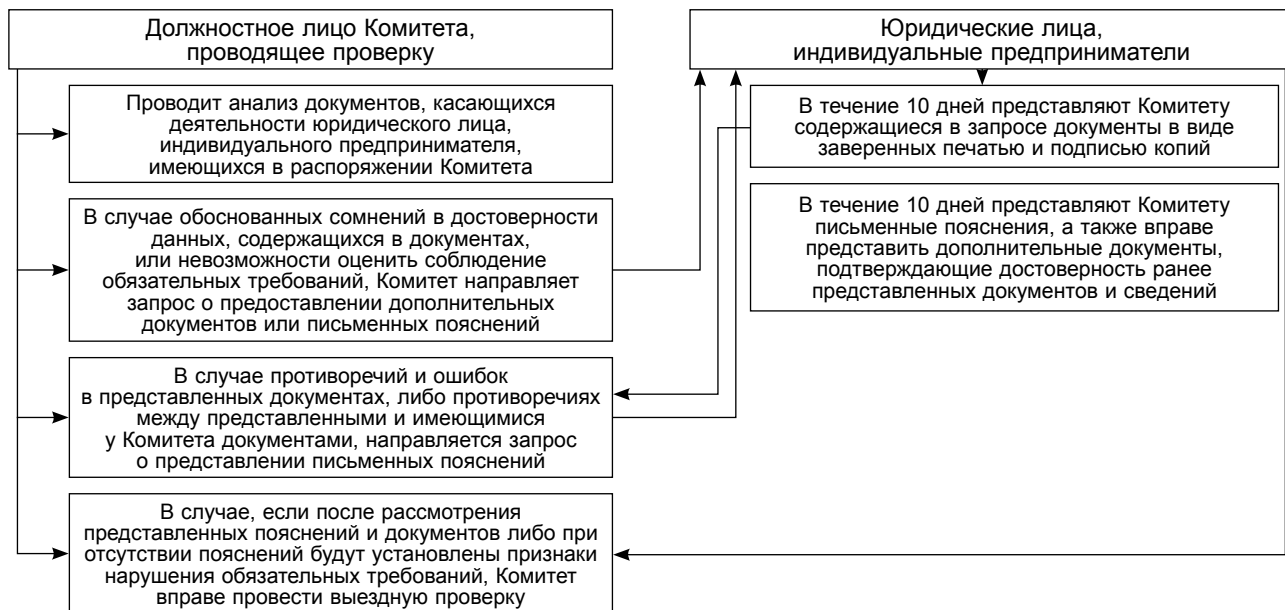 Должностное лицо Комитета,
проводящее проверку
Юридические лица,
индивидуальные предприниматели
Проводит анализ документов, касающихся
деятельности юридического лица,
индивидуального предпринимателя,
имеющихся в распоряжении Комитета
В течение 10 дней представляют Комитету
содержащиеся в запросе документы в виде
заверенных печатью и подписью копий
В случае обоснованных сомнений в достоверности
данных, содержащихся в документах,
или невозможности оценить соблюдение
обязательных требований, Комитет направляет
запрос о предоставлении дополнительных
документов или письменных пояснений
В течение 10 дней представляют Комитету
письменные пояснения, а также вправе
представить дополнительные документы,
подтверждающие достоверность ранее
представленных документов и сведений
В случае противоречий и ошибок
в представленных документах, либо противоречиях
между представленными и имеющимися
у Комитета документами, направляется запрос
о представлении письменных пояснений
В случае, если после рассмотрения
представленных пояснений и документов либо при
отсутствии пояснений будут установлены признаки
нарушения обязательных требований, Комитет
вправе провести выездную проверку